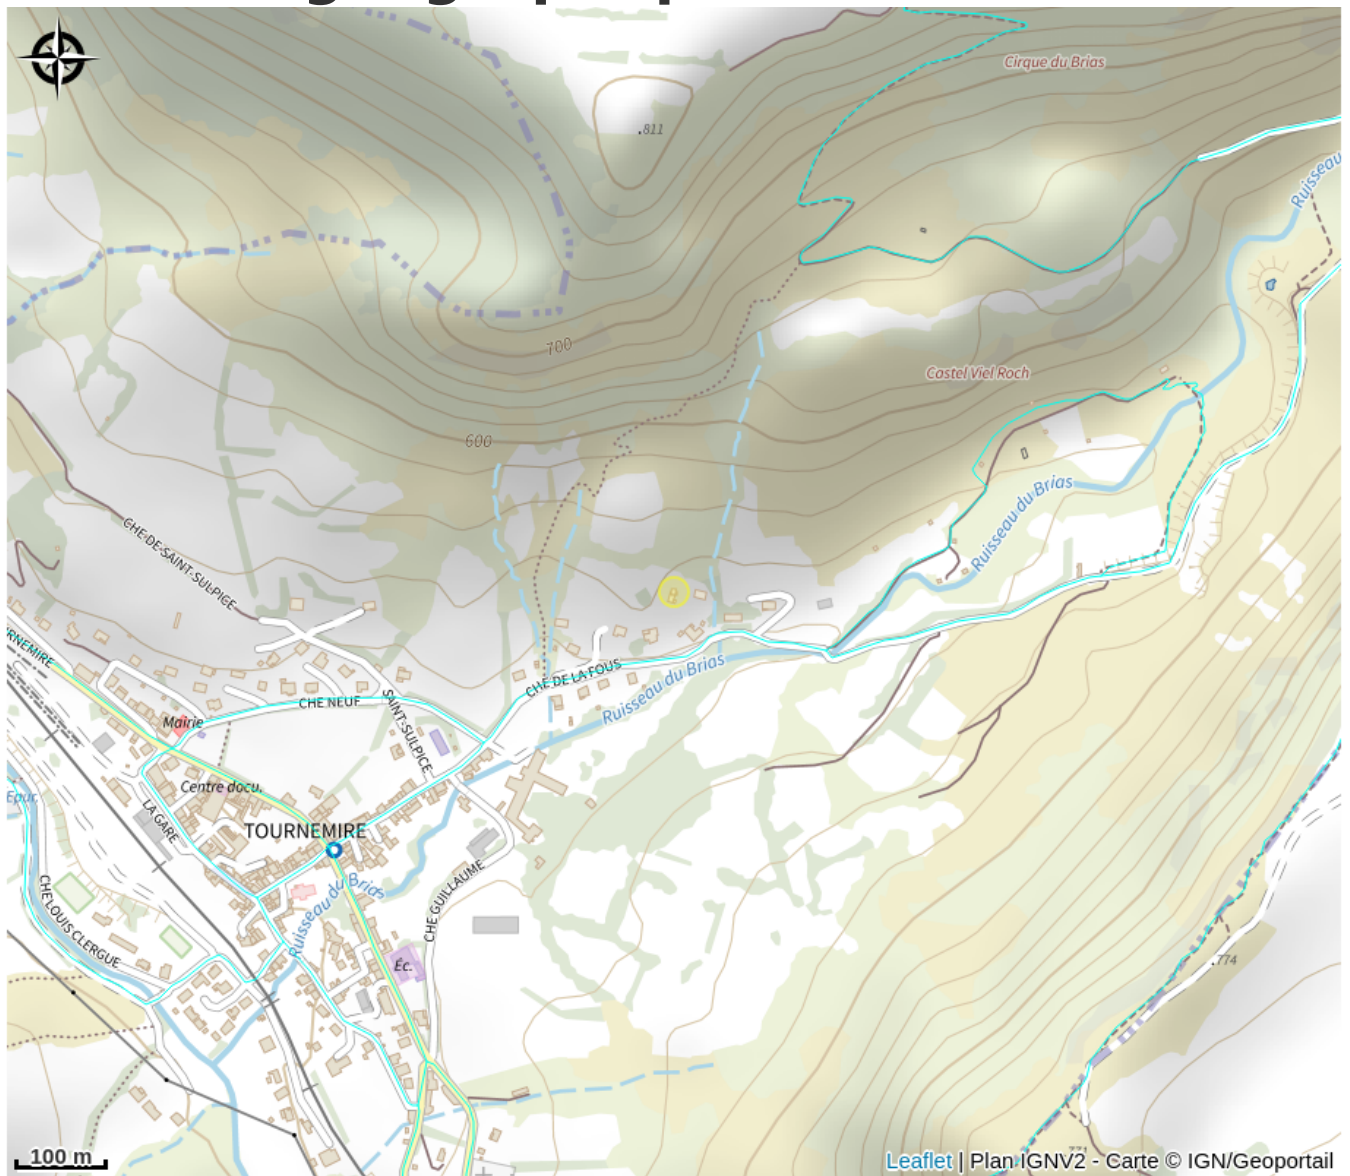 Cirque du Brias
.811
Ruisseau
700
Castel Viel Roch
600
Ruisseau du Brias
CHE DE SAINT-SULPICE
RNEMIRE
CHE DE LA FOUS
Ruisseau du Brias
CHE NEUF
SAINT-SULPICE
Mairie
Centre docu.
Epur.
LA GARE
TOURNEMIRE
Ruisseau du Brias
CHE GUILLAUME
CHE LOUIS CLERGUE
Éc.
.774
771
100 m
Leaflet | Plan IGNV2 - Carte © IGN/Geoportail